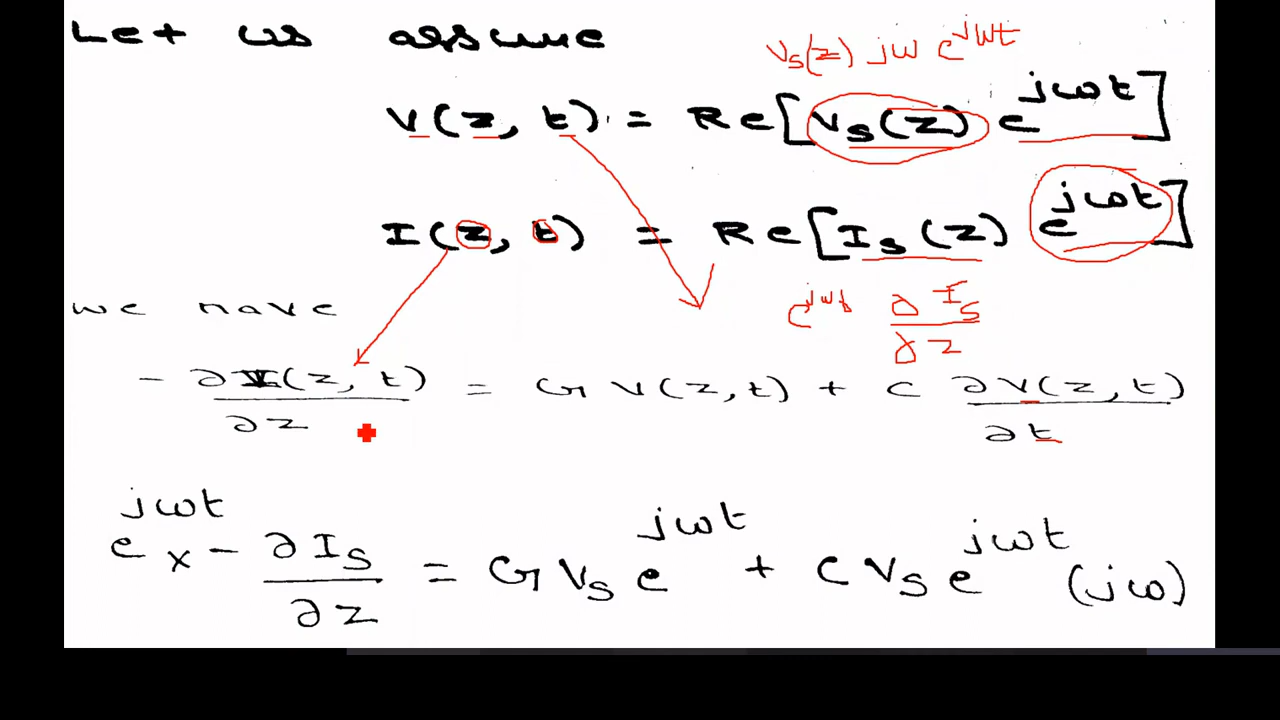 Let us assume
Vs(z) jω e^jωt
V(z, t) = Re[Vs(z) e^jωt]
I(z, t) = Re[Is(z) e^jωt]
e^jωt ∂Is/∂z
we have
- ∂I(z, t)/∂z = G V(z, t) + C ∂V(z, t)/∂t
e^jωt x - ∂Is/∂z = G Vs e^jωt + C Vs e^jωt (jω)